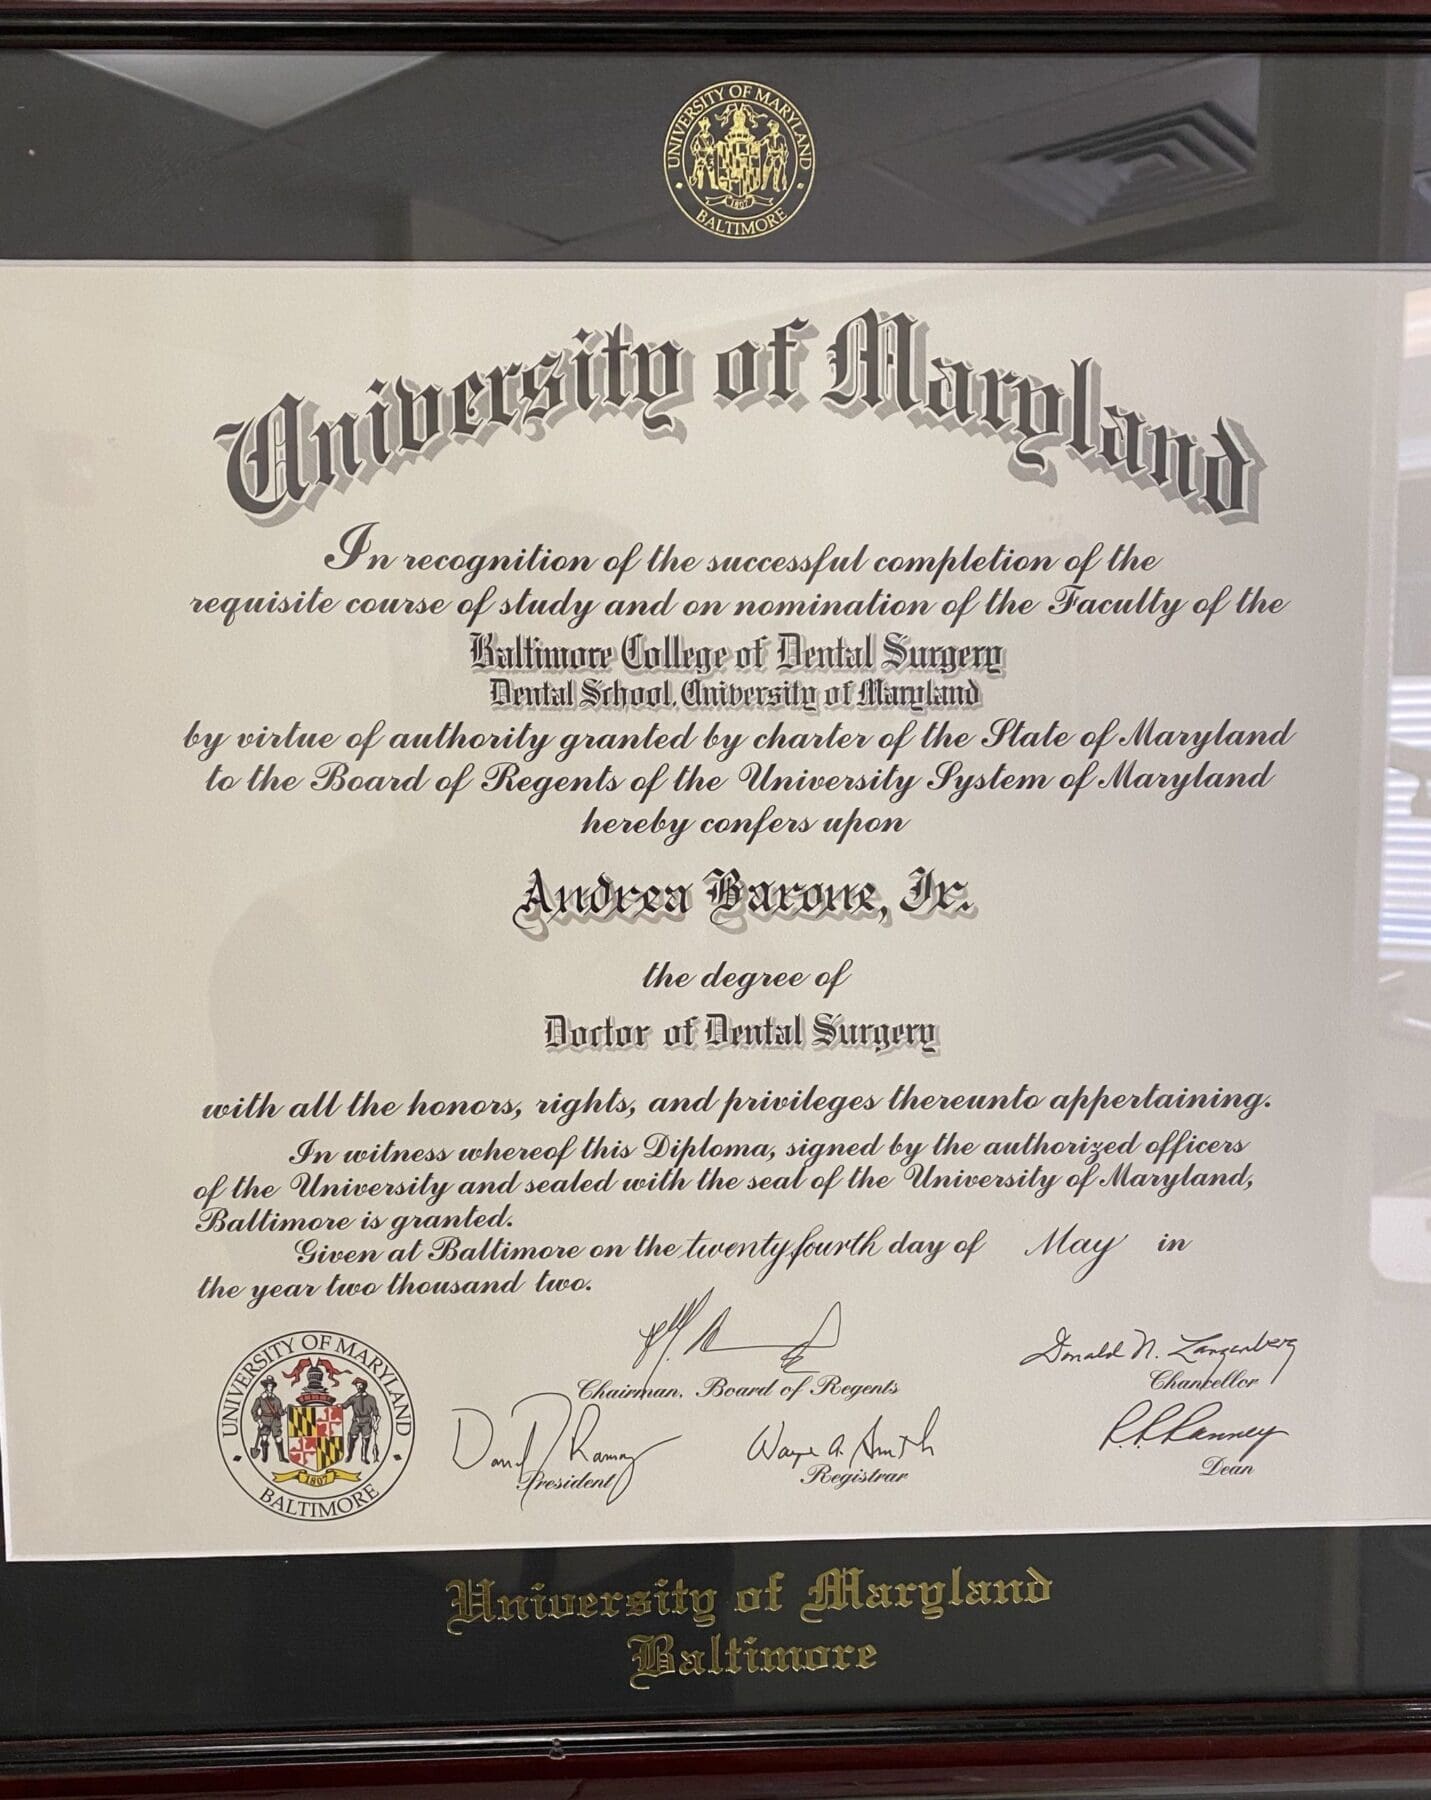 UNIVERSITY OF MARYLAND
1807
BALTIMORE
University of Maryland
In recognition of the successful completion of the
requisite course of study and on nomination of the Faculty of the
Baltimore College of Dental Surgery
Dental School, University of Maryland
by virtue of authority granted by charter of the State of Maryland
to the Board of Regents of the University System of Maryland
hereby confers upon
Andrea Barone, Jr.
the degree of
Doctor of Dental Surgery
with all the honors, rights, and privileges thereunto appertaining.
In witness whereof this Diploma, signed by the authorized officers
of the University and sealed with the seal of the University of Maryland,
Baltimore is granted.
Given at Baltimore on the twenty fourth day of May in
the year two thousand two.
Donald N. Langenberg
Chairman, Board of Regents
Chancellor
David J. Ramsay
Wayne A. Smith
R. R. Ranney
President
Registrar
Dean
UNIVERSITY OF MARYLAND
1807
BALTIMORE
University of Maryland
Baltimore